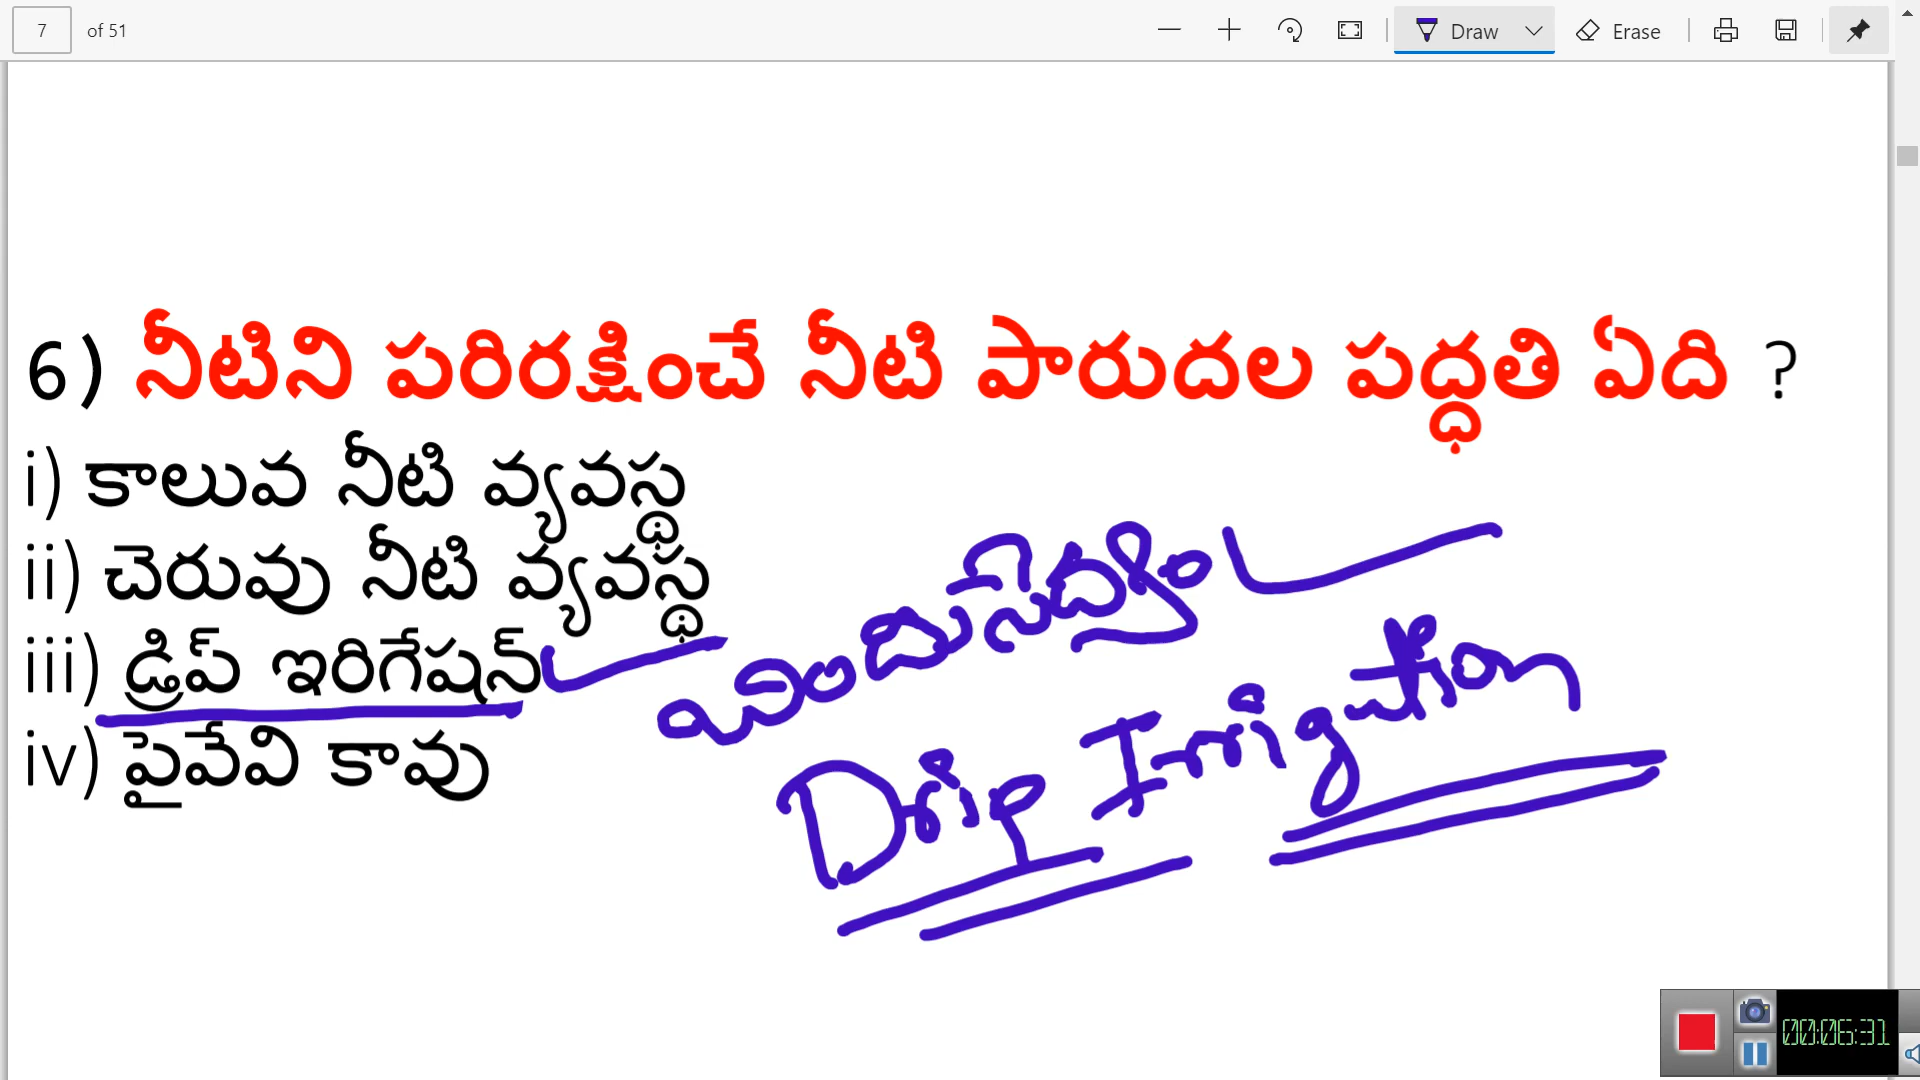 7 of 51 Draw Erase
6) నీటిని పరిరక్షించే నీటి పారుదల పద్ధతి ఏది ?
i) కాలువ నీటి వ్యవస్థ
ii) చెరువు నీటి వ్యవస్థ
iii) డ్రిప్ ఇరిగేషన్
iv) పైవేవి కావు
బిందుసేద్యం
Drip Irrigation
00:06:31